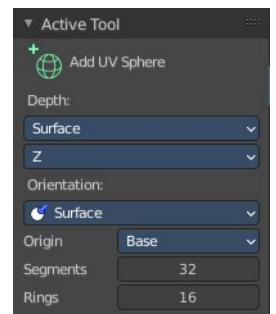 Active Tool
Add UV Sphere
Depth:
Surface
Z
Orientation:
Surface
Origin Base
Segments 32
Rings 16